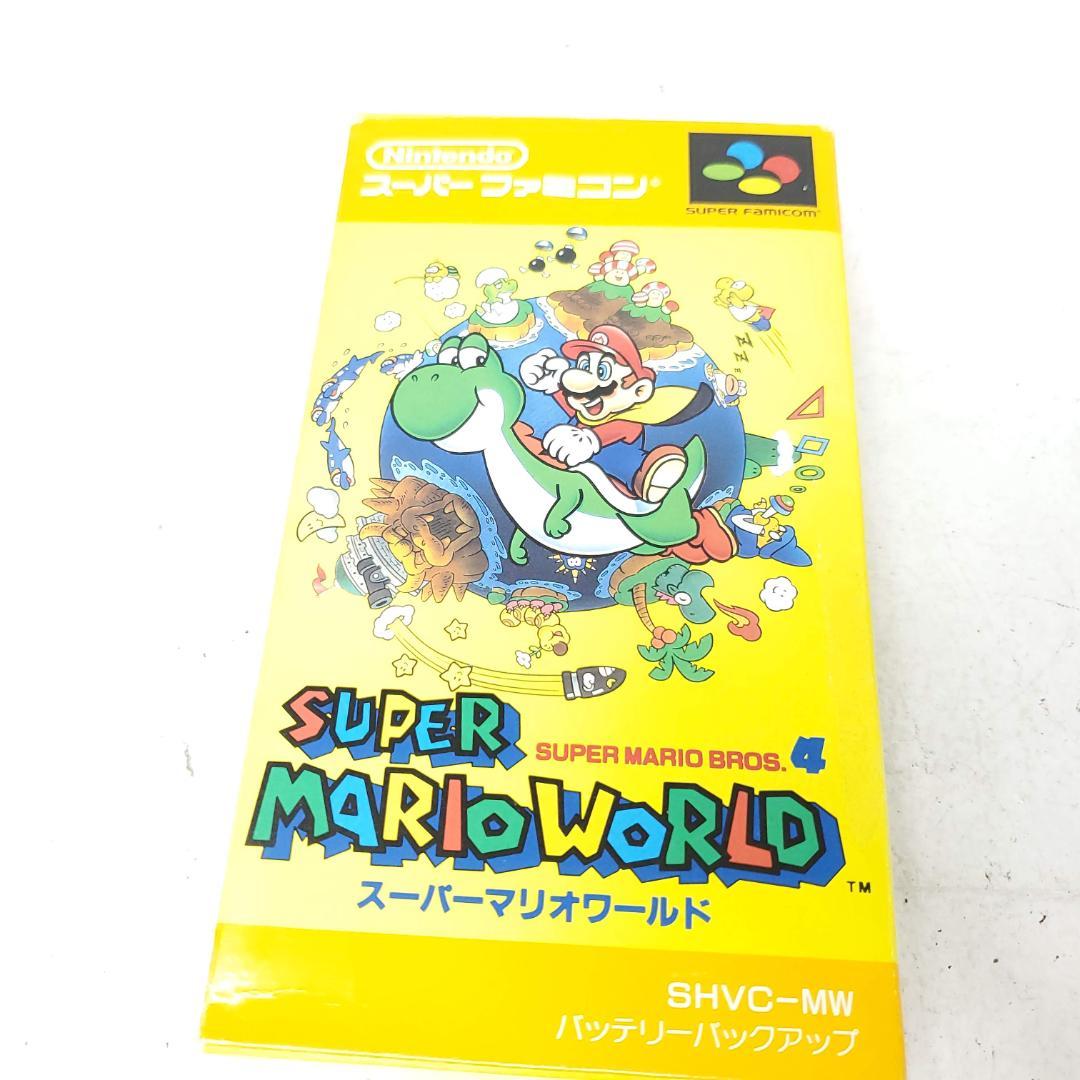 Nintendo
スーパーファミコン®
SUPER FAMICOM®
SUPER
SUPER MARIO BROS. 4
MARIO WORLD
TM
スーパーマリオワールド
SHVC-MW
バッテリーバックアップ